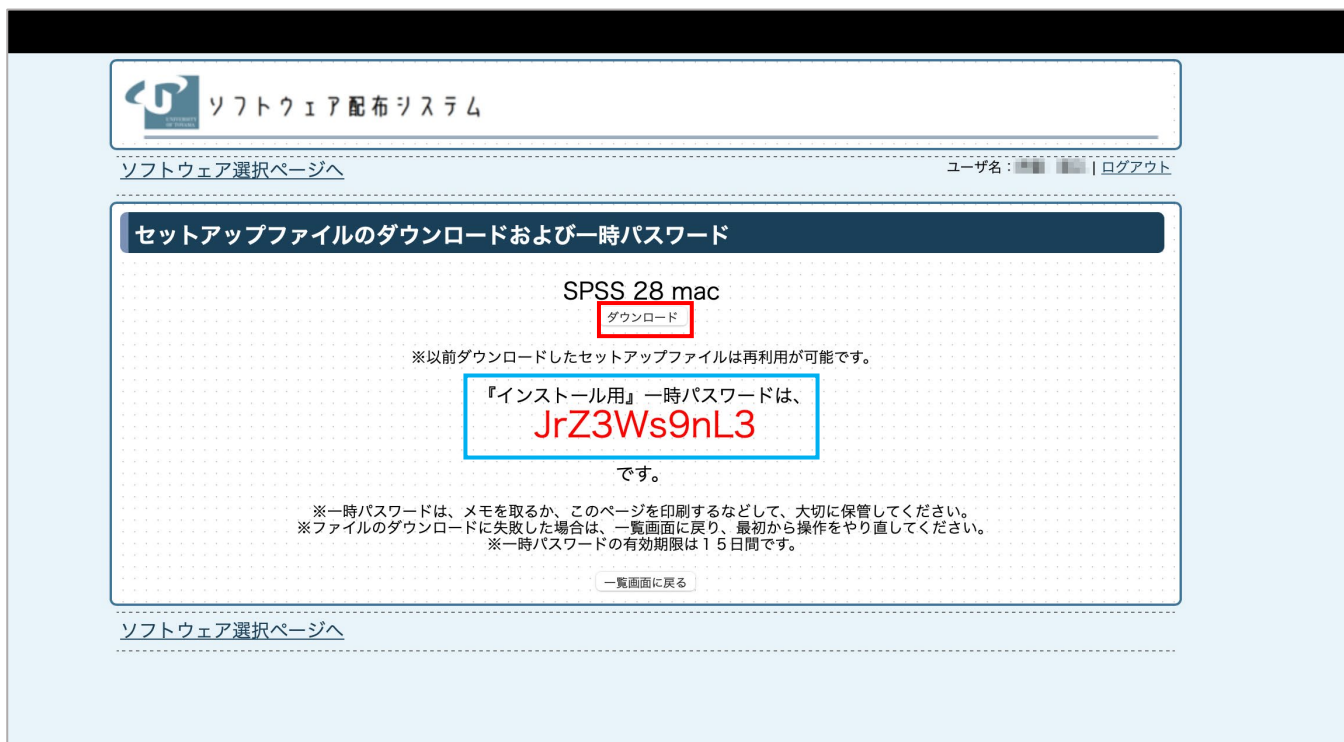 UNIVERSITY
OF TOYAMA
ソフトウェア配布システム
ソフトウェア選択ページへ
ユーザ名： | ログアウト
セットアップファイルのダウンロードおよび一時パスワード
SPSS 28 mac
ダウンロード
※以前ダウンロードしたセットアップファイルは再利用が可能です。
『インストール用』一時パスワードは、
JrZ3Ws9nL3
です。
※一時パスワードは、メモを取るか、このページを印刷するなどして、大切に保管してください。
※ファイルのダウンロードに失敗した場合は、一覧画面に戻り、最初から操作をやり直してください。
※一時パスワードの有効期限は１５日間です。
一覧画面に戻る
ソフトウェア選択ページへ